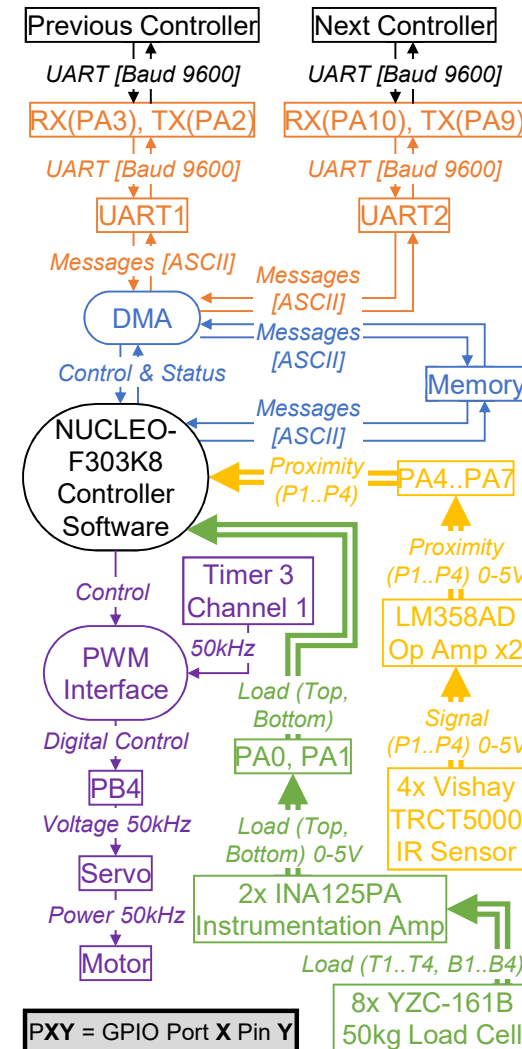 Previous Controller
Next Controller
UART [Baud 9600]
UART [Baud 9600]
RX(PA3), TX(PA2)
RX(PA10), TX(PA9)
UART [Baud 9600]
UART [Baud 9600]
UART1
UART2
Messages [ASCII]
Messages
[ASCII]
DMA
Messages
[ASCII]
Control & Status
Memory
Messages
[ASCII]
NUCLEO-
F303K8
Controller
Software
Proximity
(P1..P4)
PA4..PA7
Proximity
(P1..P4) 0-5V
Control
Timer 3
Channel 1
LM358AD
Op Amp x2
50kHz
PWM
Interface
Load (Top,
Bottom)
Signal
(P1..P4) 0-5V
Digital Control
PA0, PA1
PB4
4x Vishay
TRCT5000
IR Sensor
Voltage 50kHz
Load (Top,
Bottom) 0-5V
Servo
2x INA125PA
Instrumentation Amp
Power 50kHz
Motor
Load (T1..T4, B1..B4)
8x YZC-161B
50kg Load Cell
PXY = GPIO Port X Pin Y